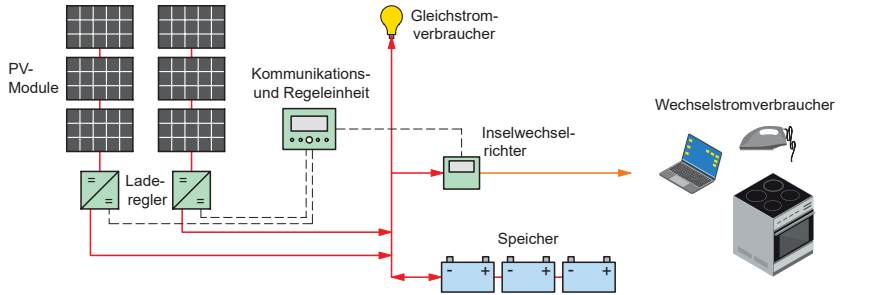 Gleichstrom-
verbraucher
PV-
Module
Kommunikations-
und Regeleinheit
Wechselstromverbraucher
Inselwechsel-
richter
Lade-
regler
Speicher
= = = =
- + - + - +